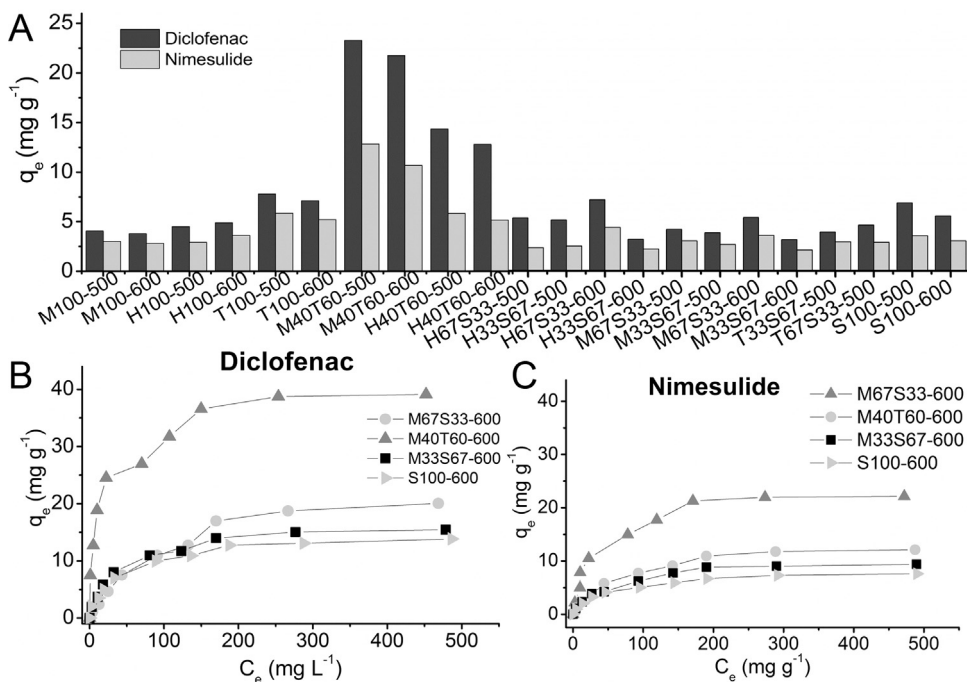 A
Diclofenac
Nimesulide
qe (mg g-1)
25
20
15
10
5
0
M100-500
M100-600
H100-500
H100-600
T100-500
T100-600
M40T60-500
M40T60-600
H40T60-500
H40T60-600
H67S33-500
H33S67-500
H67S33-600
H33S67-600
M67S33-500
M33S67-500
M67S33-600
M33S67-600
T33S67-500
T67S33-500
S100-500
S100-600
B
Diclofenac
qe (mg g-1)
40
30
20
10
0
M67S33-600
M40T60-600
M33S67-600
S100-600
0 100 200 300 400 500
Ce (mg L-1)
C
Nimesulide
qe (mg g-1)
40
30
20
10
0
M67S33-600
M40T60-600
M33S67-600
S100-600
0 100 200 300 400 500
Ce (mg g-1)